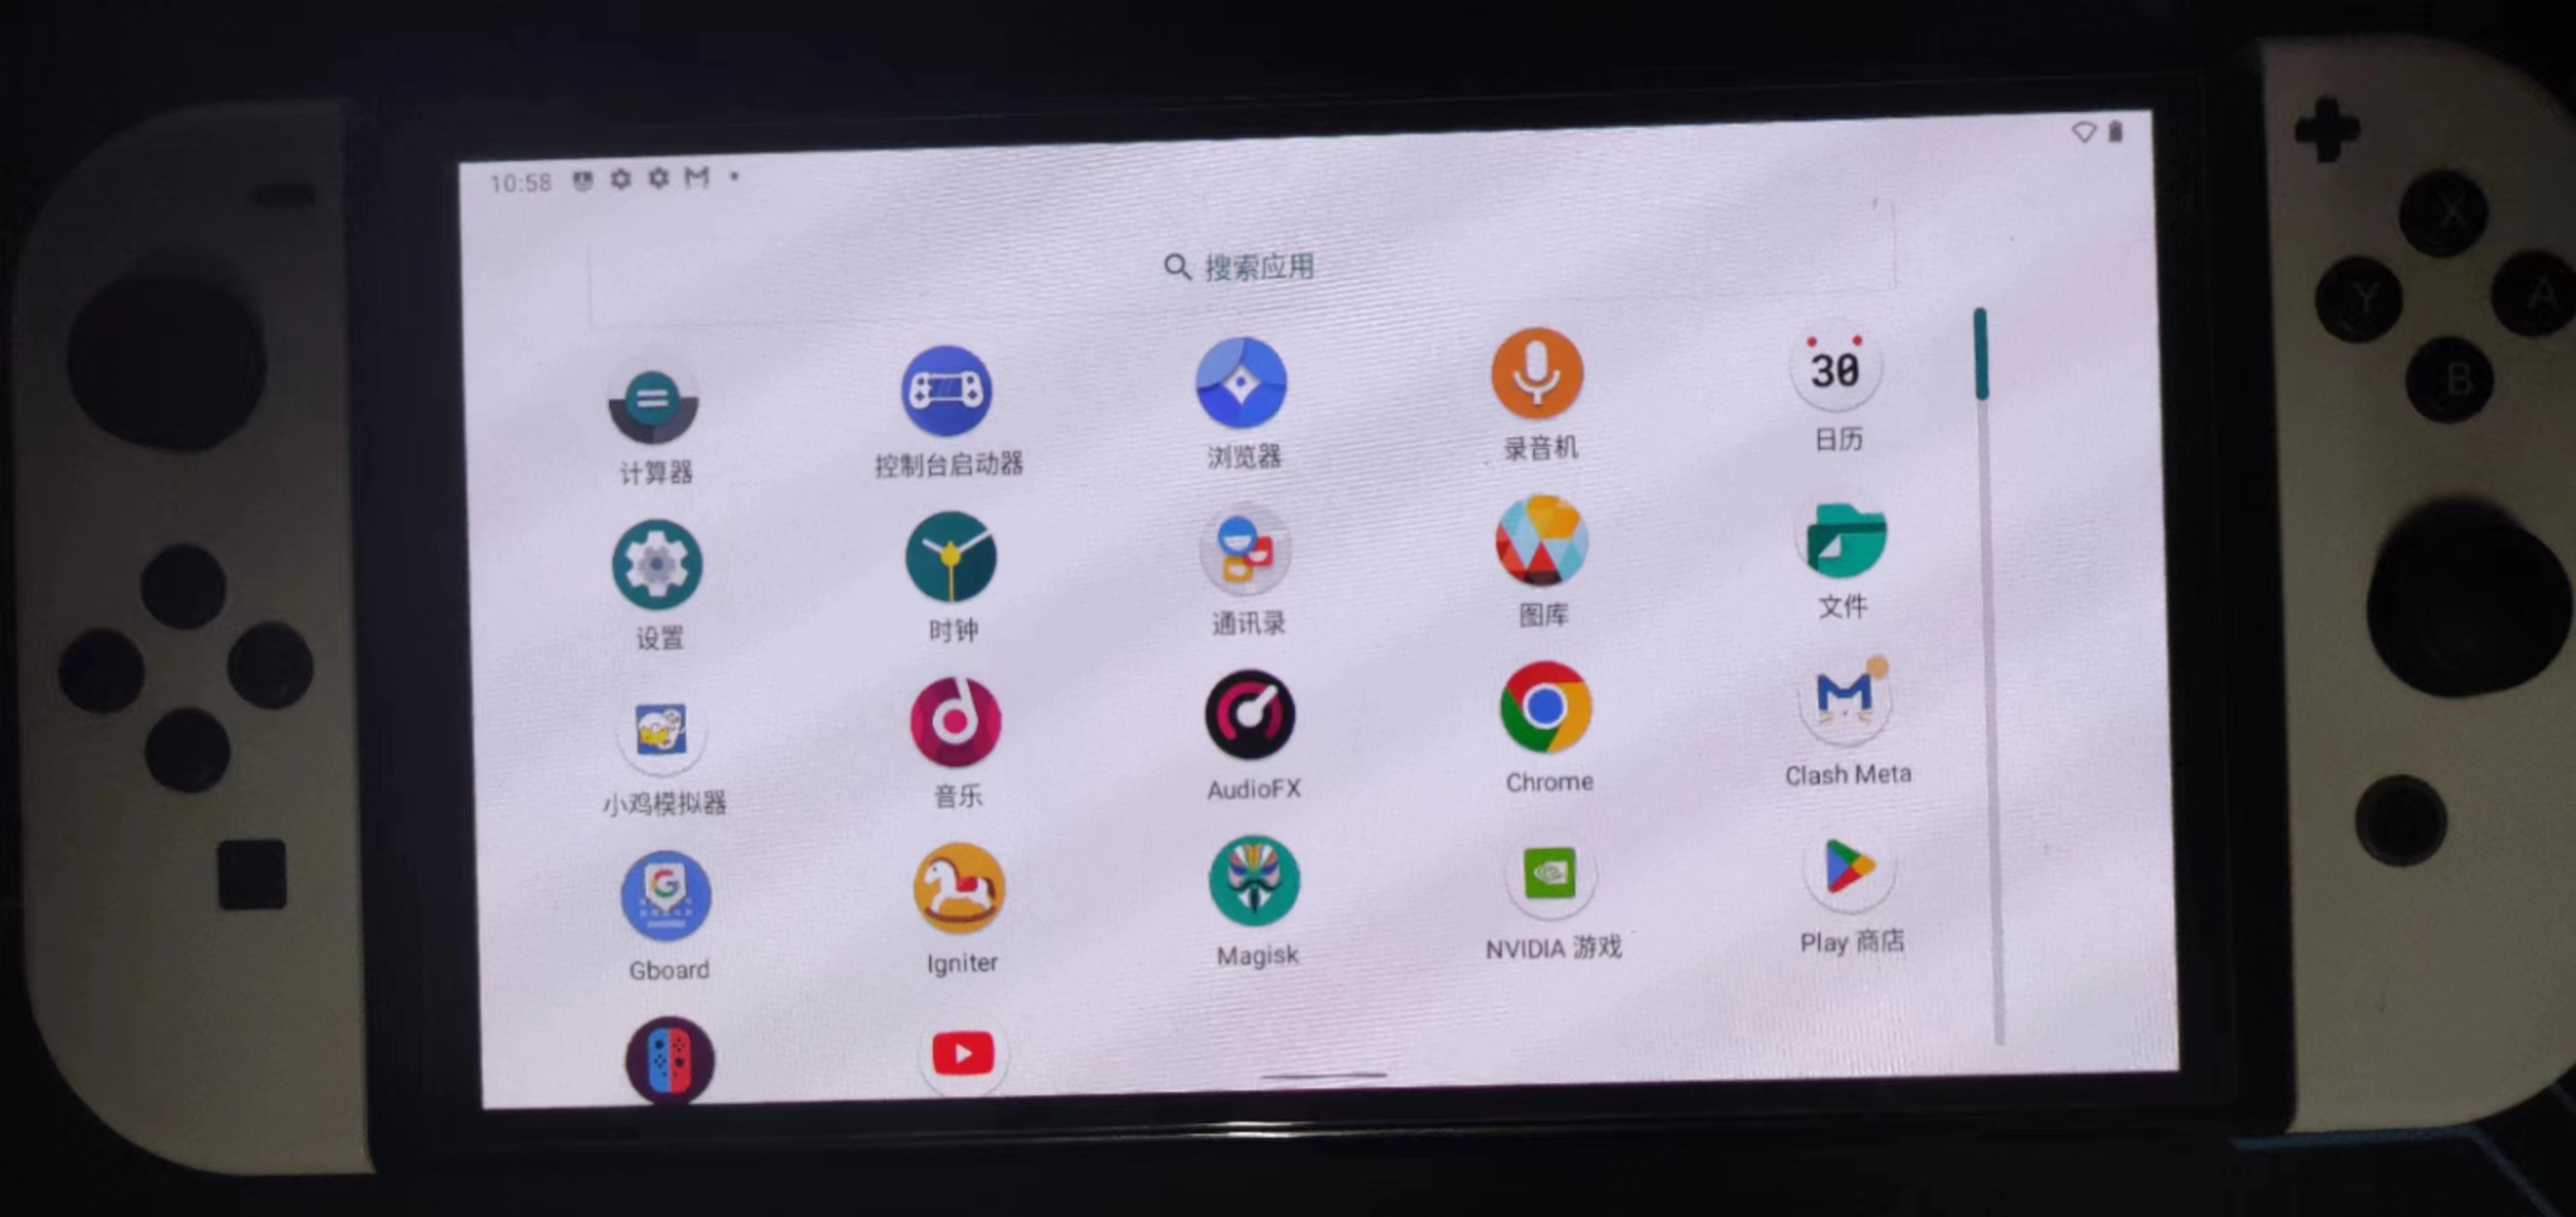 10:58
搜索应用
计算器
控制台启动器
浏览器
录音机
30
日历
设置
时钟
通讯录
图库
文件
小鸡模拟器
音乐
AudioFX
Chrome
Clash Meta
Gboard
Igniter
Magisk
NVIDIA 游戏
Play 商店
X
Y
A
B